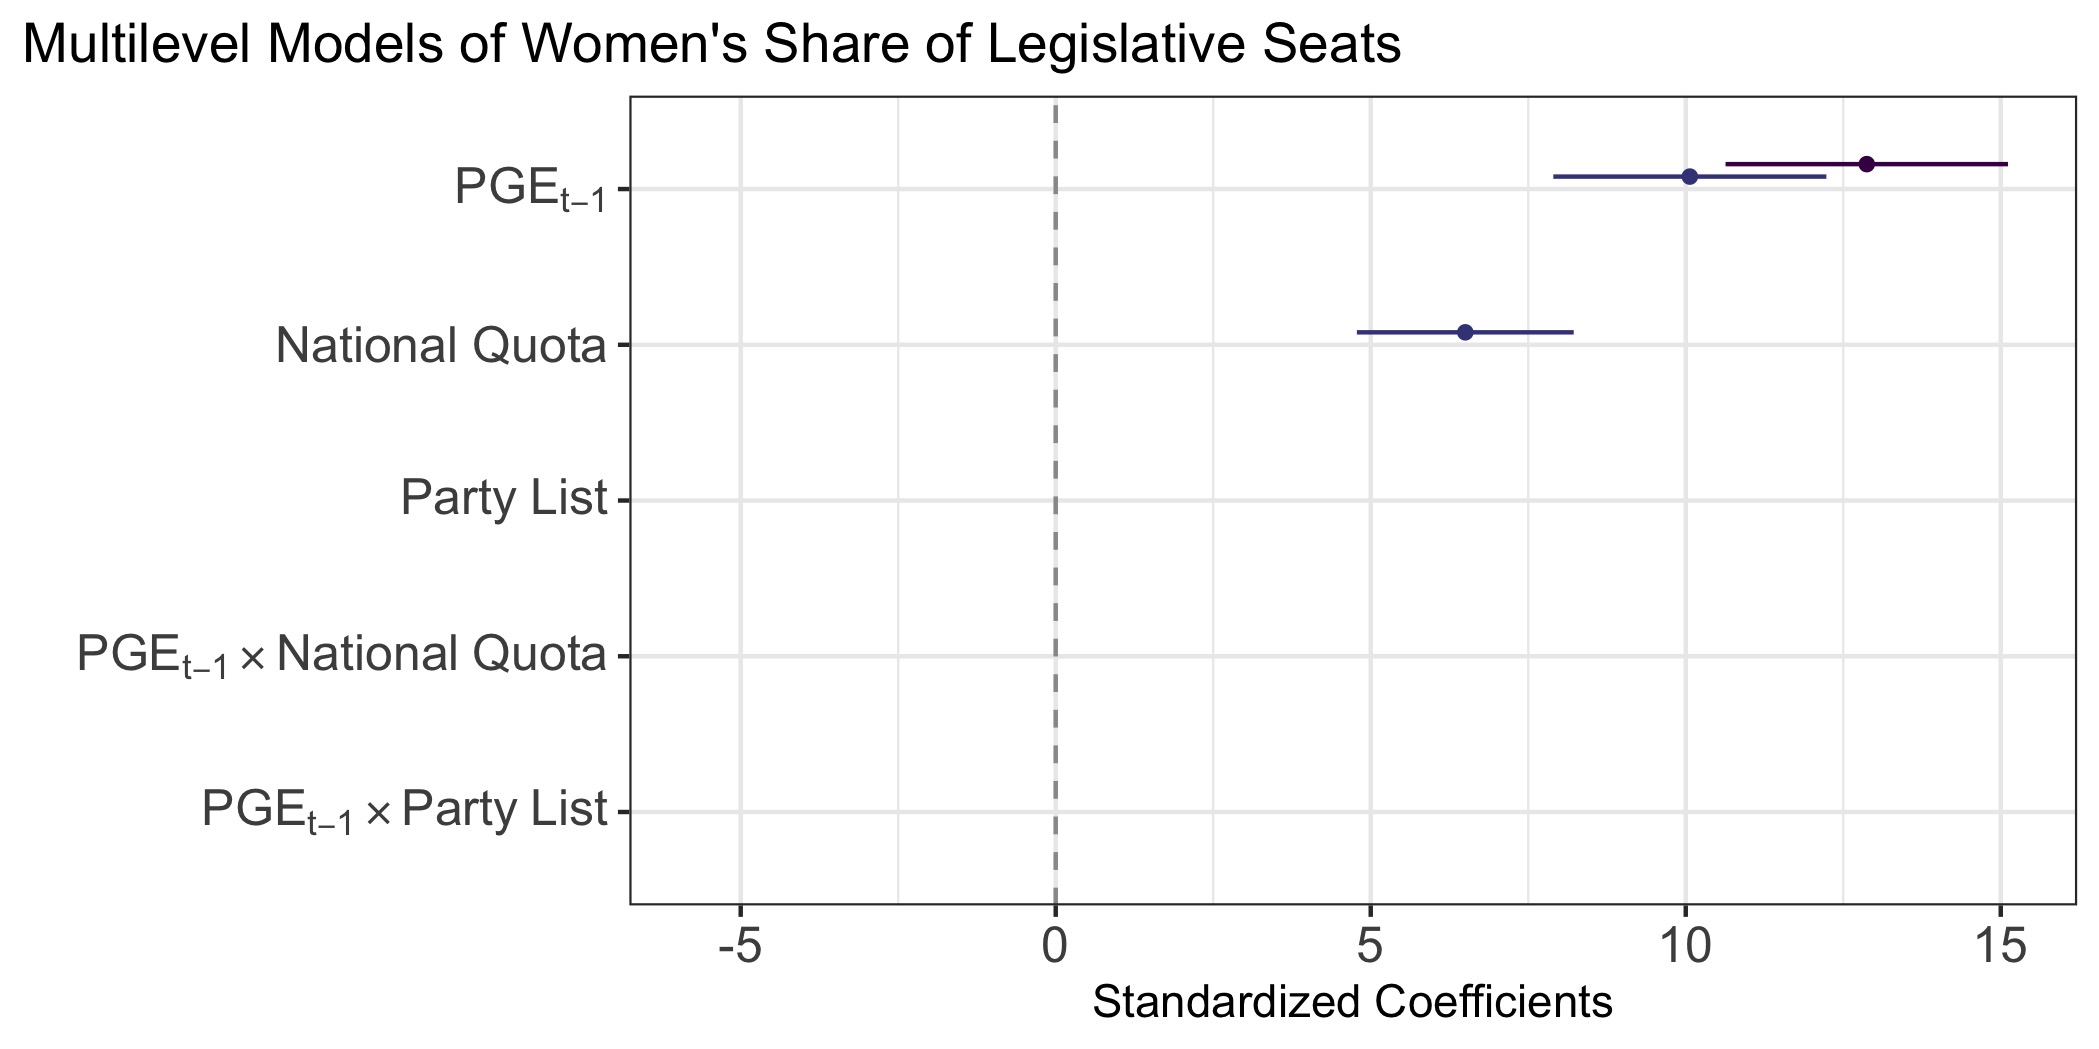 Multilevel Models of Women's Share of Legislative Seats
PGEt−1
National Quota
Party List
PGEt−1 × National Quota
PGEt−1 × Party List
-5 0 5 10 15
Standardized Coefficients